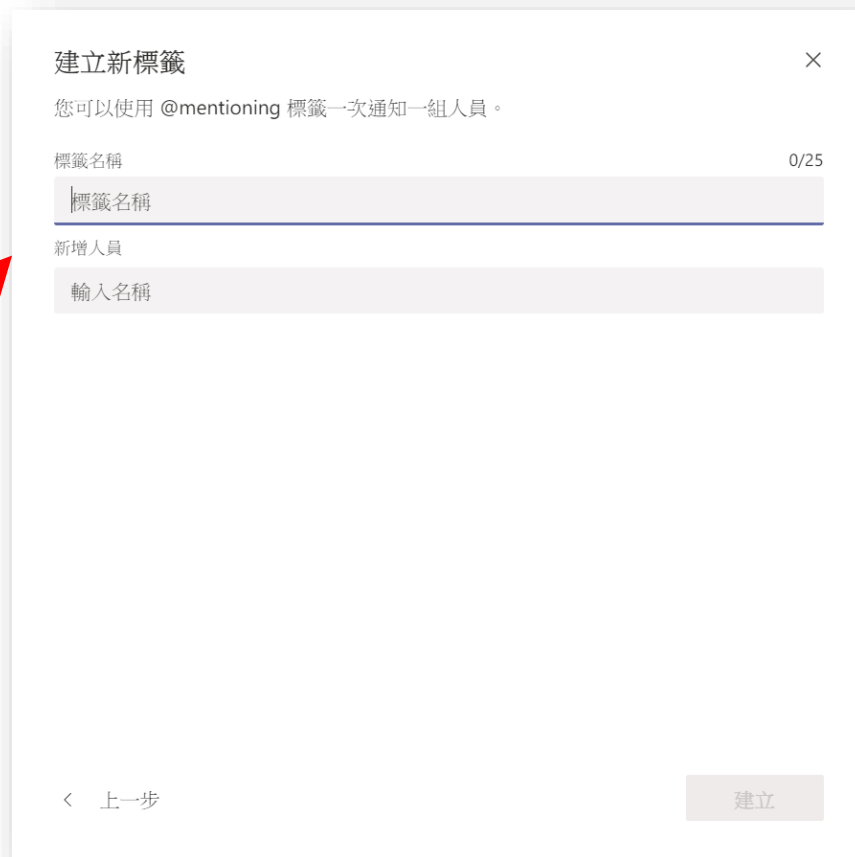 建立新標籤
您可以使用 @mentioning 標籤一次通知一組人員。
標籤名稱 0/25
標籤名稱
新增人員
輸入名稱
上一步 建立